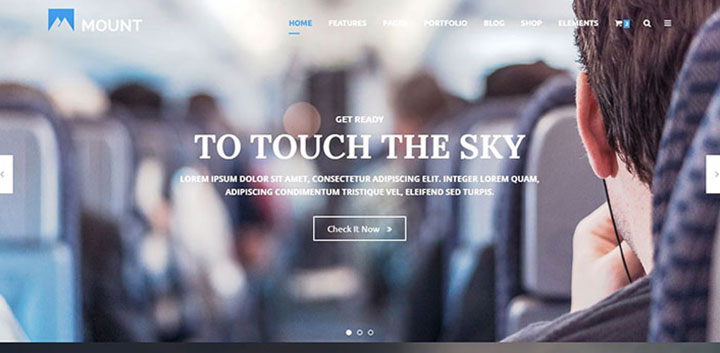 MOUNT
HOME FEATURES PAGES PORTFOLIO BLOG SHOP ELEMENTS
GET READY
TO TOUCH THE SKY
LOREM IPSUM DOLOR SIT AMET, CONSECTETUR ADIPISCING ELIT. INTEGER LOREM QUAM,
ADIPISCING CONDIMENTUM TRISTIQUE VEL, ELEIFEND SED TURPIS.
Check It Now »